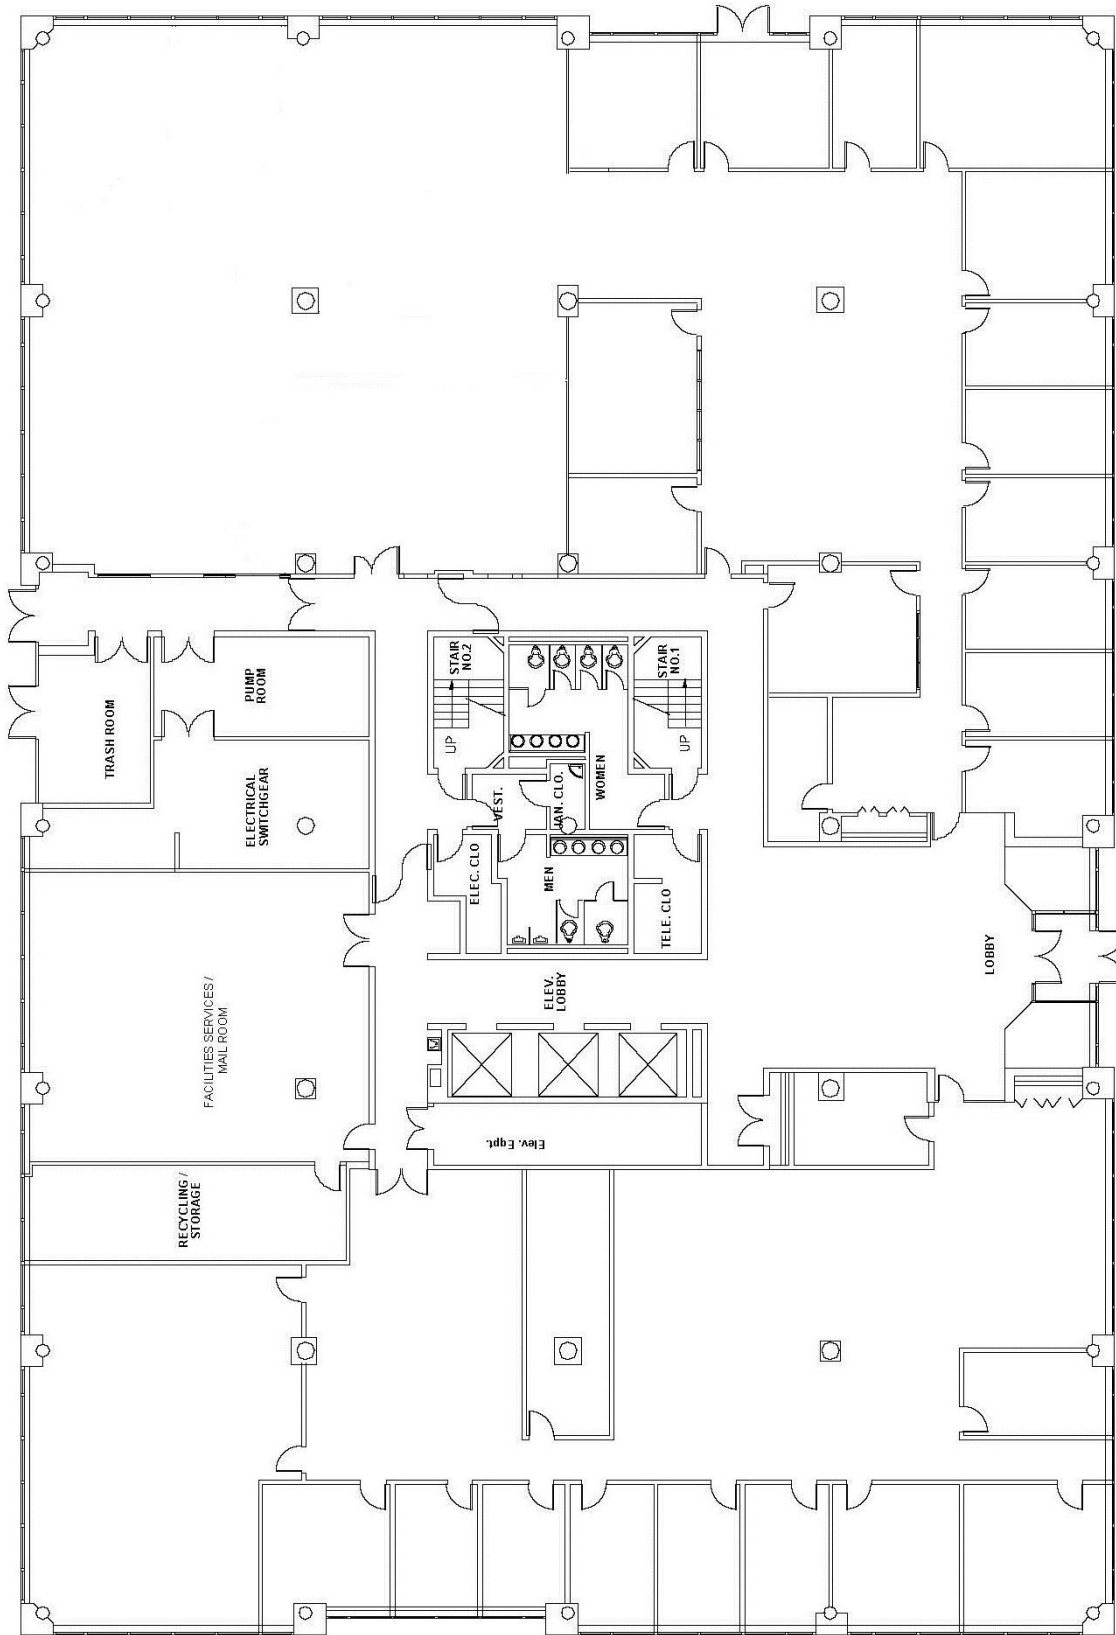 STAIR
NO.2
STAIR
NO.1
PUMP
ROOM
TRASH ROOM
UP
UP
ELECTRICAL
SWITCHGEAR
VEST.
JAN. CLO.
WOMEN
ELEC. CLO
MEN
TELE. CLO
LOBBY
ELEV.
LOBBY
FACILITIES SERVICES /
MAIL ROOM
Elev. Eqpt.
RECYCLING /
STORAGE